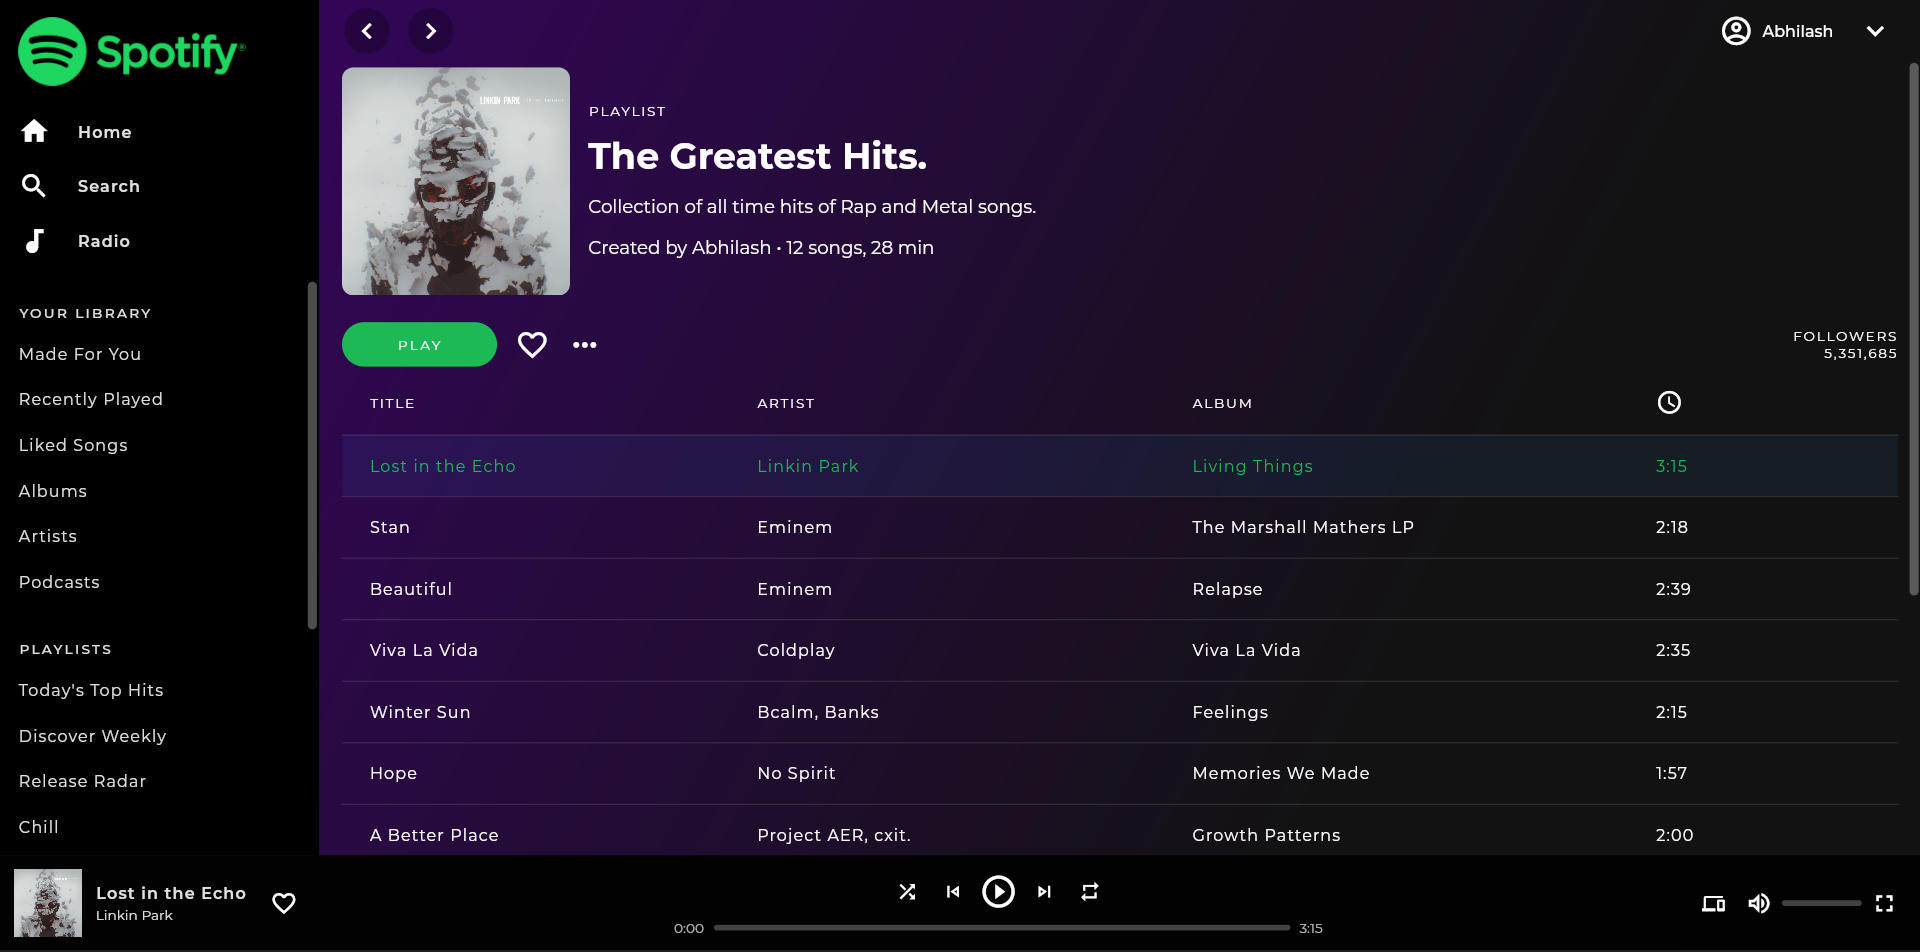 Spotify®
Home
Search
Radio
YOUR LIBRARY
Made For You
Recently Played
Liked Songs
Albums
Artists
Podcasts
PLAYLISTS
Today's Top Hits
Discover Weekly
Release Radar
Chill
Abhilash
LINKIN PARK
PLAYLIST
The Greatest Hits.
Collection of all time hits of Rap and Metal songs.
Created by Abhilash • 12 songs, 28 min
PLAY
FOLLOWERS
5,351,685
TITLE ARTIST ALBUM
Lost in the Echo Linkin Park Living Things 3:15
Stan Eminem The Marshall Mathers LP 2:18
Beautiful Eminem Relapse 2:39
Viva La Vida Coldplay Viva La Vida 2:35
Winter Sun Bcalm, Banks Feelings 2:15
Hope No Spirit Memories We Made 1:57
A Better Place Project AER, cxit. Growth Patterns 2:00
Lost in the Echo
Linkin Park
0:00 3:15